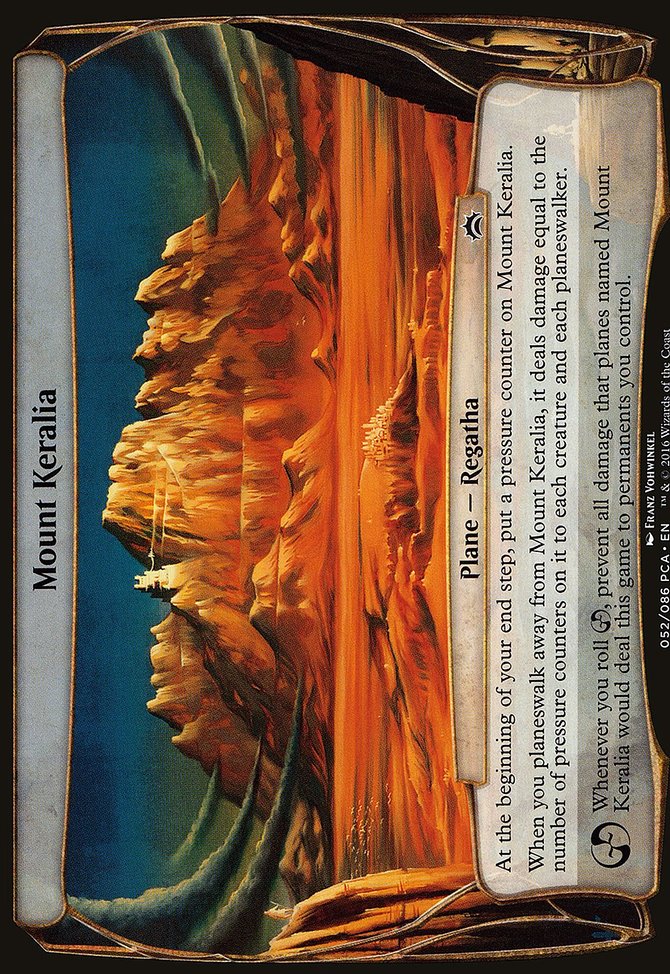 Mount Keralia
Plane — Regatha
At the beginning of your end step, put a pressure counter on Mount Keralia.
When you planeswalk away from Mount Keralia, it deals damage equal to the
number of pressure counters on it to each creature and each planeswalker.
Whenever you roll , prevent all damage that planes named Mount
Keralia would deal this game to permanents you control.
Franz Vohwinkel
052/086 PCA • EN ™ & © 2016 Wizards of the Coast